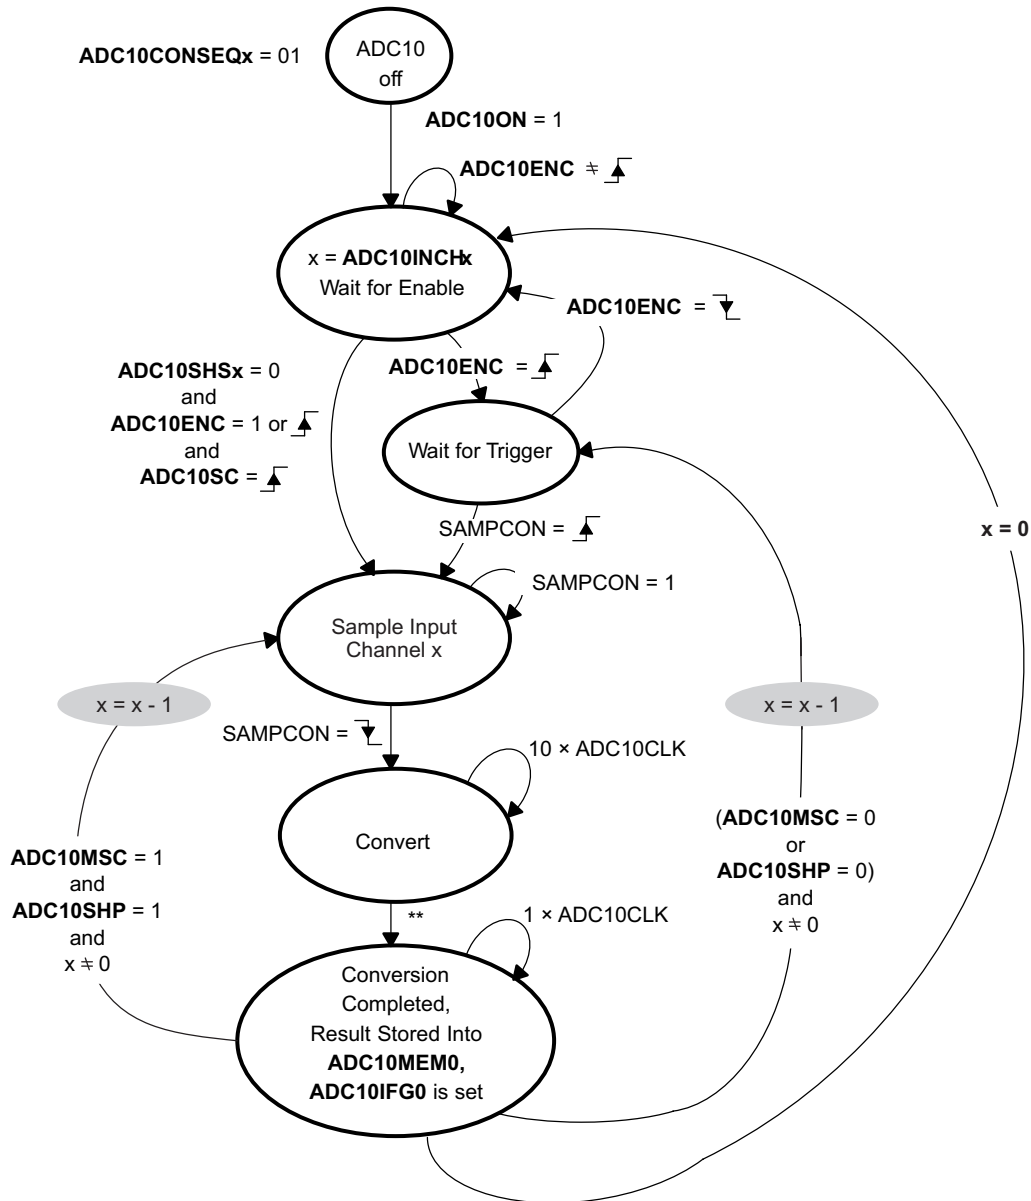 ADC10CONSEQx = 01
ADC10
off
ADC10ON = 1
ADC10ENC ≠
x = ADC10INCHx
Wait for Enable
ADC10ENC =
ADC10SHSx = 0
and
ADC10ENC = 1 or
and
ADC10SC =
ADC10ENC =
Wait for Trigger
SAMPCON =
x = 0
SAMPCON = 1
Sample Input
Channel x
x = x - 1
x = x - 1
SAMPCON =
10 × ADC10CLK
Convert
(ADC10MSC = 0
or
ADC10SHP = 0)
and
x ≠ 0
ADC10MSC = 1
and
ADC10SHP = 1
and
x ≠ 0
**
1 × ADC10CLK
Conversion
Completed,
Result Stored Into
ADC10MEM0,
ADC10IFG0 is set